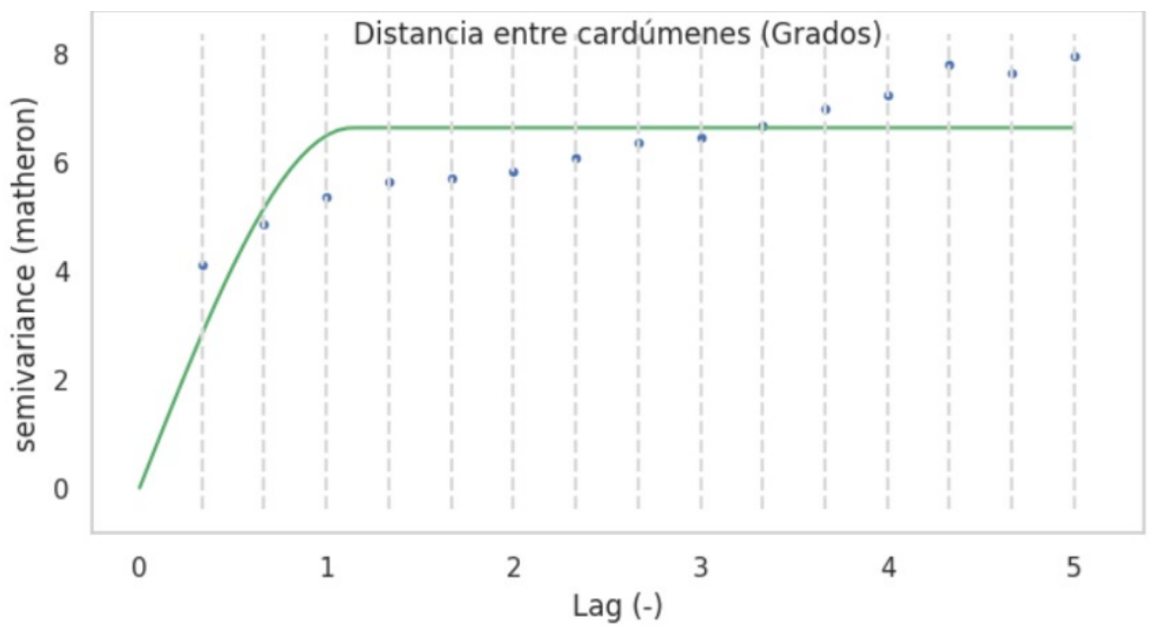 Distancia entre cardúmenes (Grados)
semivariance (matheron)
8
6
4
2
0
0 1 2 3 4 5
Lag (-)